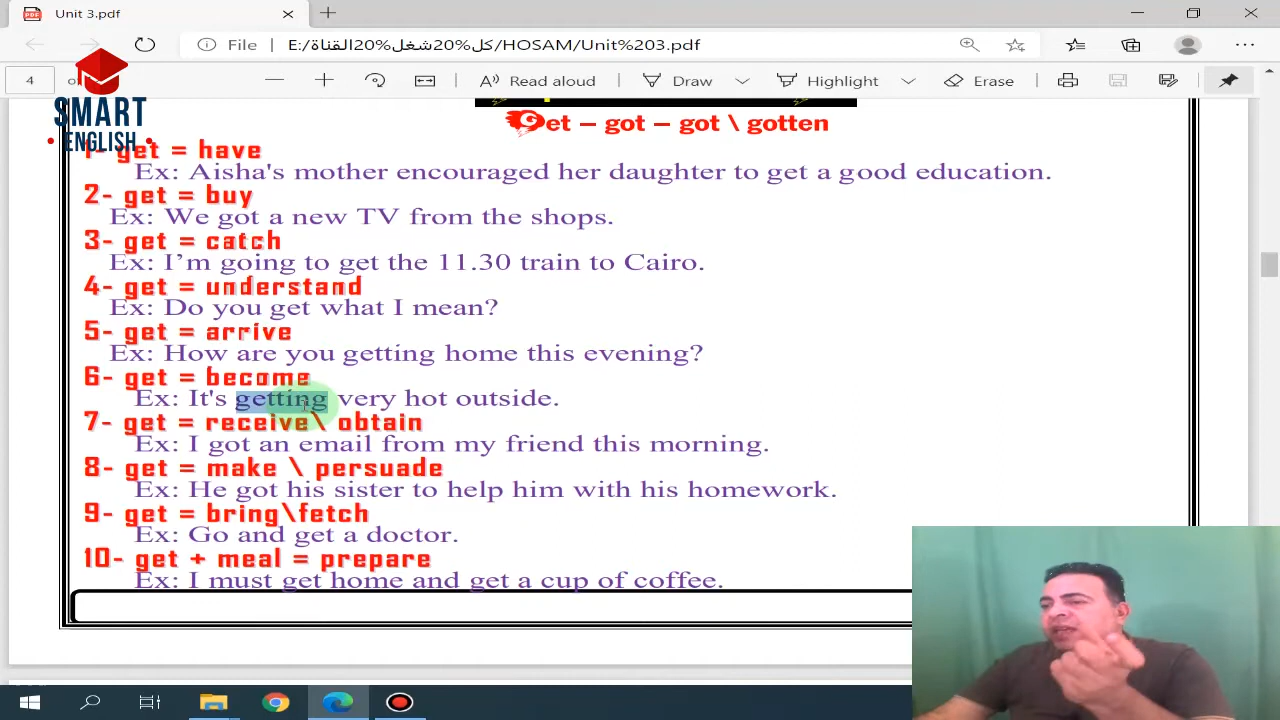 Unit 3.pdf
File | E:/كل%20شغل%20القناة/HOSAM/Unit%203.pdf
4
Read aloud
Draw
Highlight
Erase
SMART
ENGLISH
Get – got – got \ gotten
1- get = have
Ex: Aisha's mother encouraged her daughter to get a good education.
2- get = buy
Ex: We got a new TV from the shops.
3- get = catch
Ex: I’m going to get the 11.30 train to Cairo.
4- get = understand
Ex: Do you get what I mean?
5- get = arrive
Ex: How are you getting home this evening?
6- get = become
Ex: It's getting very hot outside.
7- get = receive\ obtain
Ex: I got an email from my friend this morning.
8- get = make \ persuade
Ex: He got his sister to help him with his homework.
9- get = bring\fetch
Ex: Go and get a doctor.
10- get + meal = prepare
Ex: I must get home and get a cup of coffee.